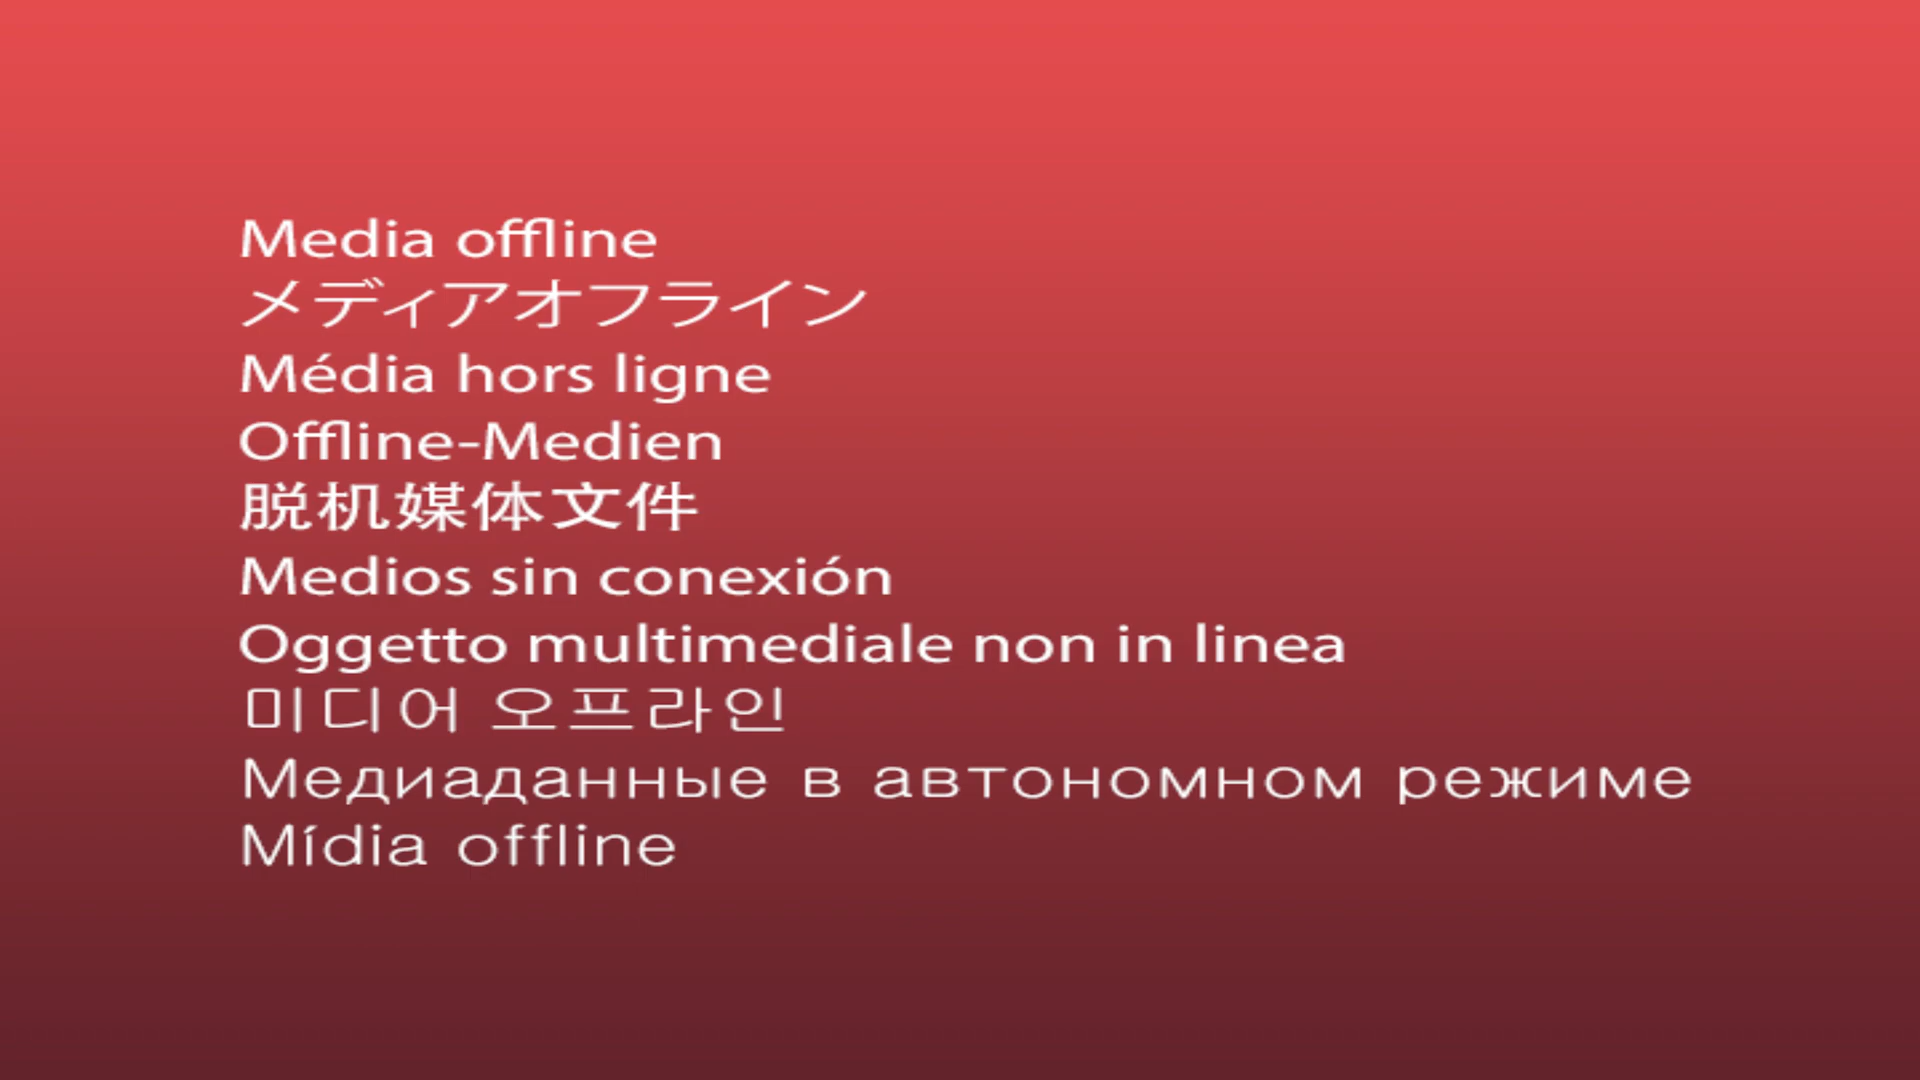 Media offline
メディアオフライン
Média hors ligne
Offline-Medien
脱机媒体文件
Medios sin conexión
Oggetto multimediale non in linea
미디어 오프라인
Медиаданные в автономном режиме
Mídia offline